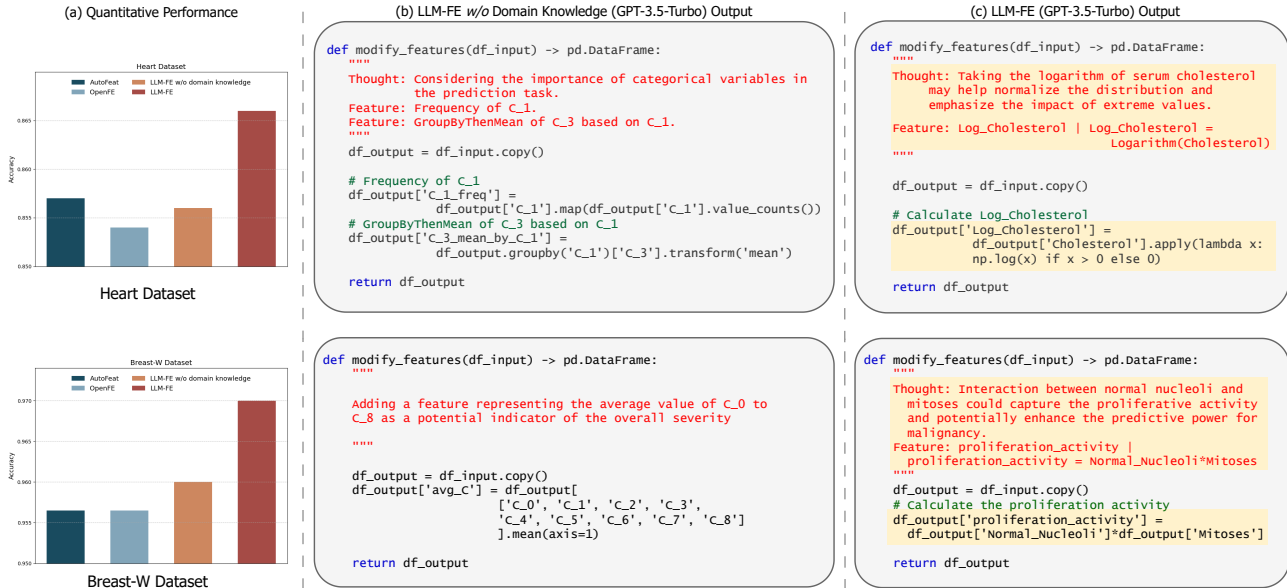 (a) Quantitative Performance
Heart Dataset
AutoFeat
OpenFE
LLM-FE w/o domain knowledge
LLM-FE
Accuracy
0.865
0.860
0.855
0.850
Heart Dataset
Breast-W Dataset
AutoFeat
OpenFE
LLM-FE w/o domain knowledge
LLM-FE
Accuracy
0.970
0.965
0.960
0.955
0.950
Breast-W Dataset
(b) LLM-FE w/o Domain Knowledge (GPT-3.5-Turbo) Output
def modify_features(df_input) -> pd.DataFrame:
"""
Thought: Considering the importance of categorical variables in
the prediction task.
Feature: Frequency of C_1.
Feature: GroupByThenMean of C_3 based on C_1.
"""
df_output = df_input.copy()
# Frequency of C_1
df_output['C_1_freq'] =
df_output['C_1'].map(df_output['C_1'].value_counts())
# GroupByThenMean of C_3 based on C_1
df_output['C_3_mean_by_C_1'] =
df_output.groupby('C_1')['C_3'].transform('mean')
return df_output
def modify_features(df_input) -> pd.DataFrame:
"""
Adding a feature representing the average value of C_0 to
C_8 as a potential indicator of the overall severity
"""
df_output = df_input.copy()
df_output['avg_C'] = df_output[
['C_0', 'C_1', 'C_2', 'C_3',
'C_4', 'C_5', 'C_6', 'C_7', 'C_8']
].mean(axis=1)
return df_output
(c) LLM-FE (GPT-3.5-Turbo) Output
def modify_features(df_input) -> pd.DataFrame:
"""
Thought: Taking the logarithm of serum cholesterol
may help normalize the distribution and
emphasize the impact of extreme values.
Feature: Log_Cholesterol | Log_Cholesterol =
Logarithm(Cholesterol)
"""
df_output = df_input.copy()
# Calculate Log_Cholesterol
df_output['Log_Cholesterol'] =
df_output['Cholesterol'].apply(lambda x:
np.log(x) if x > 0 else 0)
return df_output
def modify_features(df_input) -> pd.DataFrame:
"""
Thought: Interaction between normal nucleoli and
mitoses could capture the proliferative activity
and potentially enhance the predictive power for
malignancy.
Feature: proliferation_activity |
proliferation_activity = Normal_Nucleoli*Mitoses
"""
df_output = df_input.copy()
# Calculate the proliferation activity
df_output['proliferation_activity'] =
df_output['Normal_Nucleoli']*df_output['Mitoses']
return df_output